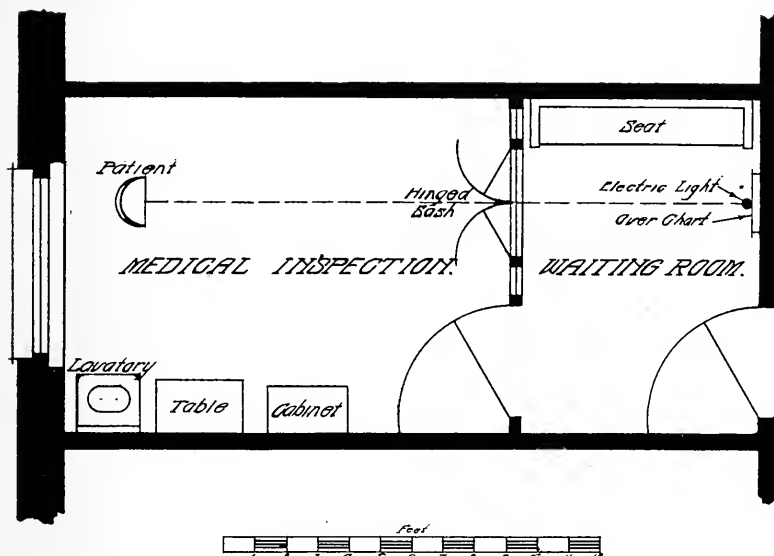 Seat
Patient
Hinged
Sash
Electric Light
Over Chart
MEDICAL INSPECTION.
WAITING ROOM.
Lavatory
Table
Cabinet
Feet